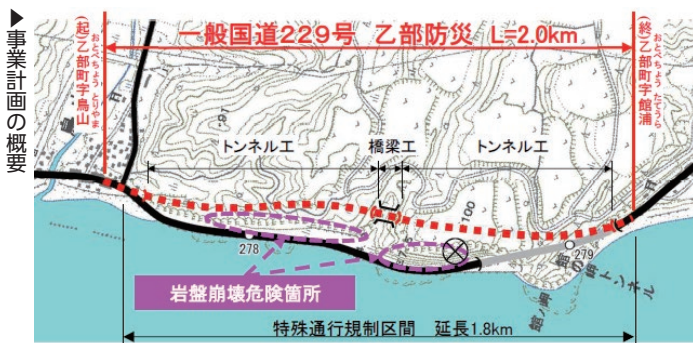 ▶事業計画の概要
一般国道229号 乙部防災 L=2.0km
(起)乙部町字鳥山
おとべちょう とりやま
(終)乙部町字館浦
おとべちょう たてうら
トンネル工
橋梁工
トンネル工
100
278
279
館の岬トンネル
館ノ岬
岩盤崩壊危険箇所
特殊通行規制区間 延長1.8km